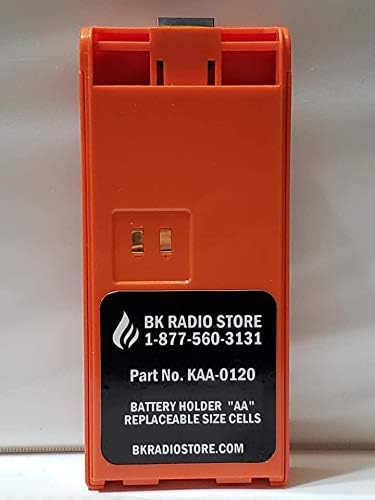 BK RADIO STORE
1-877-560-3131
Part No. KAA-0120
BATTERY HOLDER "AA"
REPLACEABLE SIZE CELLS
BKRADIOSTORE.COM